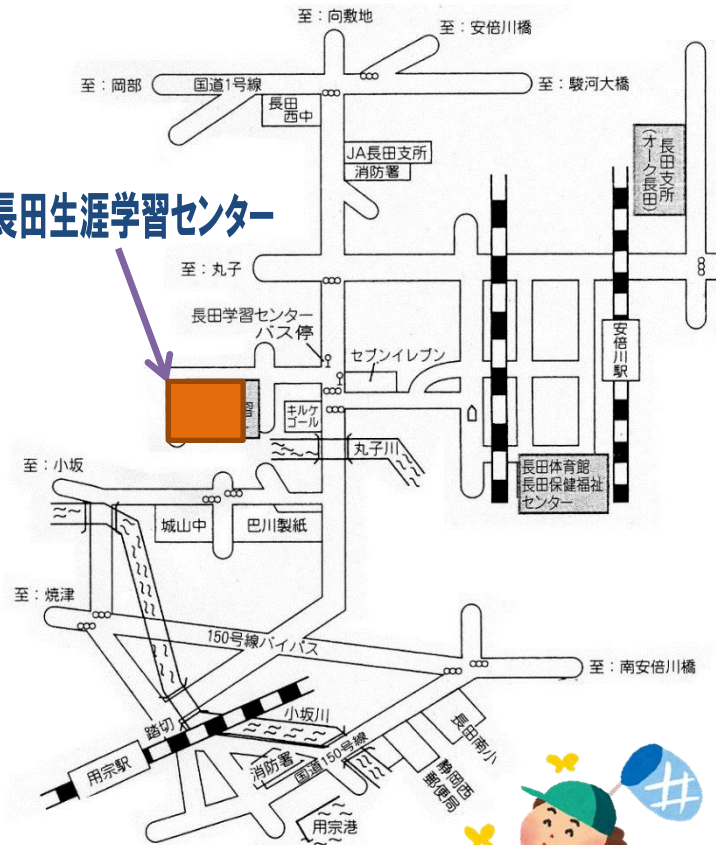 至：向敷地
至：安倍川橋
至：岡部
国道1号線
至：駿河大橋
長田
西中
JA長田支所
消防署
長田支所
(オーク長田)
長田生涯学習センター
至：丸子
長田学習センター
バス停
セブンイレブン
安倍川駅
キルケ
ゴール
丸子川
至：小坂
長田体育館
長田保健福祉
センター
城山中
巴川製紙
至：焼津
150号線バイパス
至：南安倍川橋
踏切
小坂川
長田南小
用宗駅
消防署
国道150号線
静岡西
郵便局
用宗港